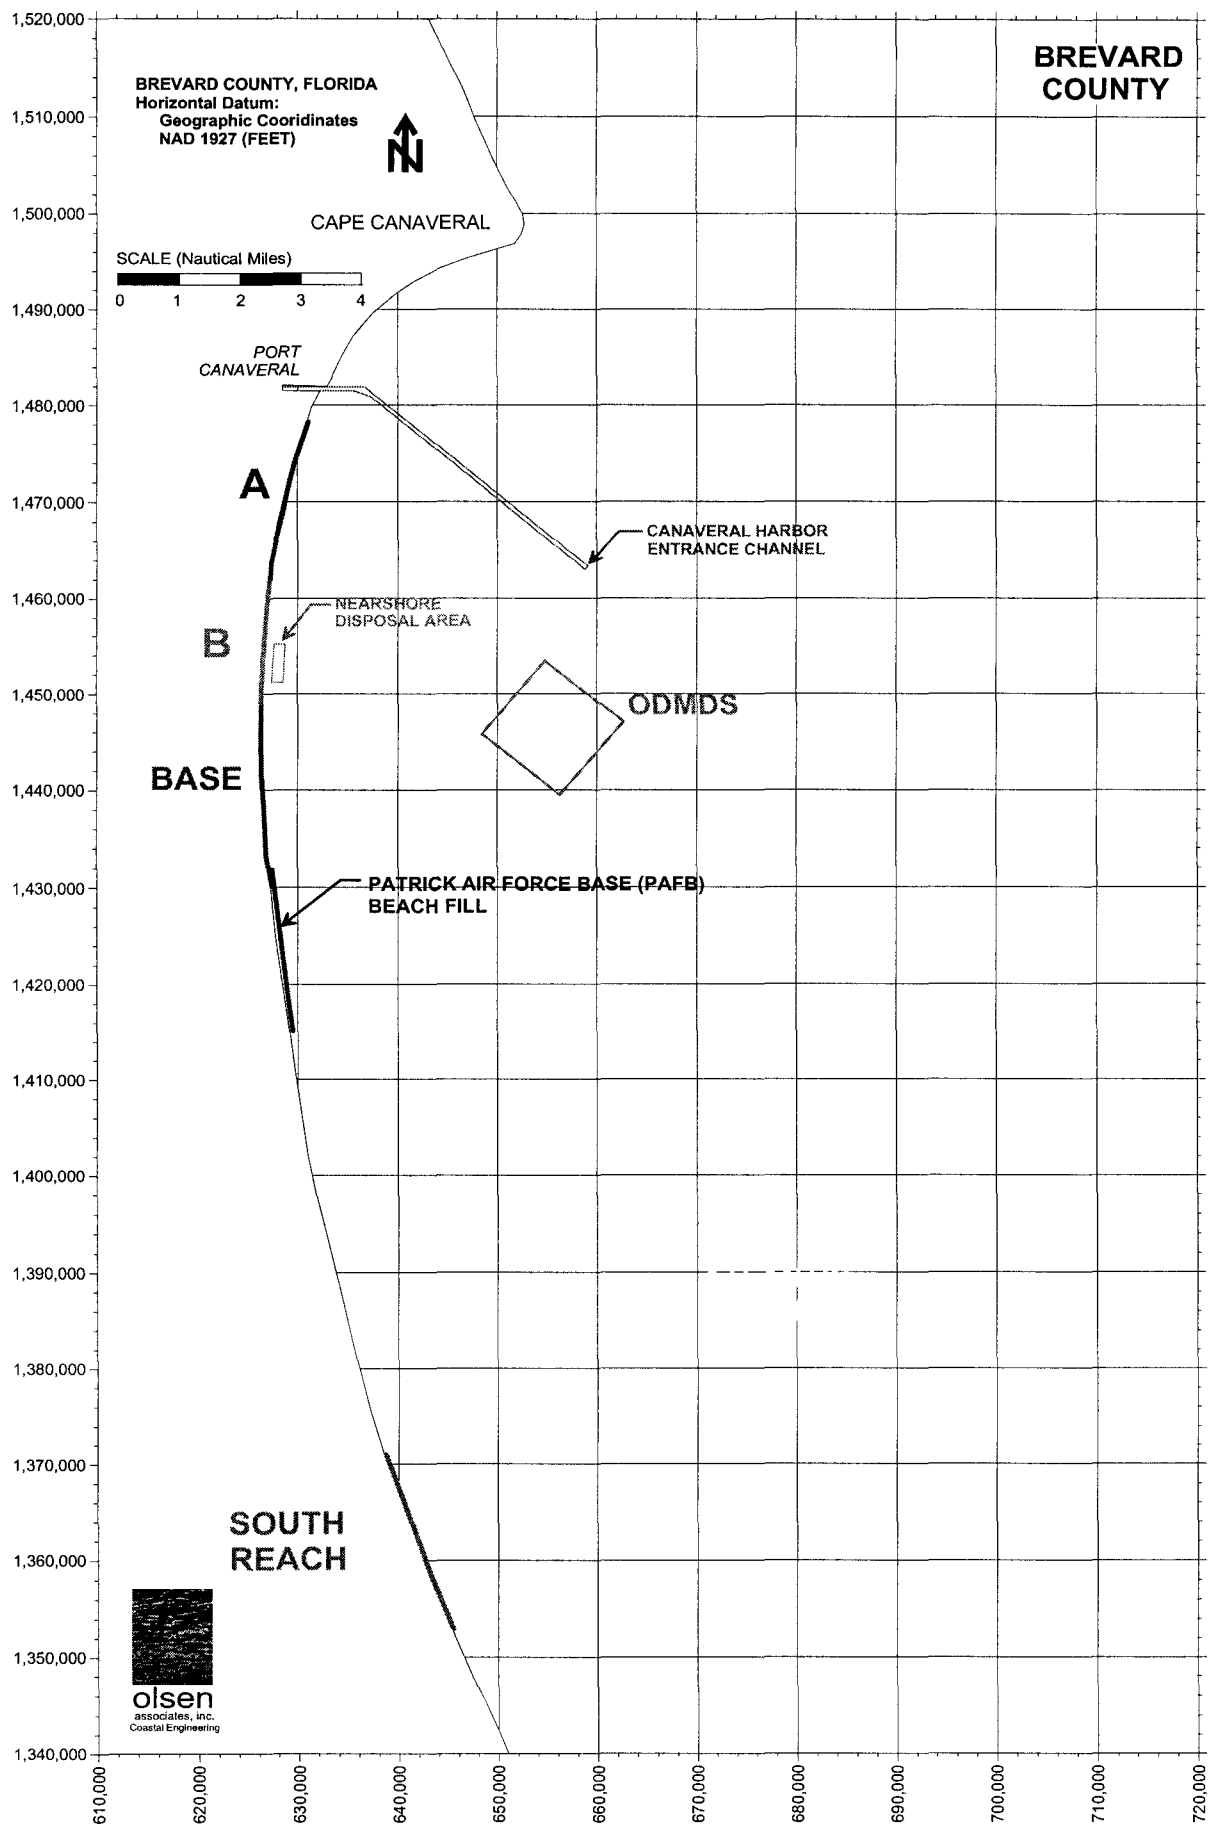 1,520,000
BREVARD
COUNTY
BREVARD COUNTY, FLORIDA
Horizontal Datum:
Geographic Cooridinates
NAD 1927 (FEET)
N
1,510,000
1,500,000
CAPE CANAVERAL
SCALE (Nautical Miles)
0 1 2 3 4
1,490,000
PORT
CANAVERAL
1,480,000
A
1,470,000
CANAVERAL HARBOR
ENTRANCE CHANNEL
1,460,000
NEARSHORE
DISPOSAL AREA
B
1,450,000
ODMDS
BASE
1,440,000
1,430,000
PATRICK AIR FORCE BASE (PAFB)
BEACH FILL
1,420,000
1,410,000
1,400,000
1,390,000
1,380,000
1,370,000
SOUTH
REACH
1,360,000
1,350,000
olsen
associates, inc.
Coastal Engineering
1,340,000
610,000
620,000
630,000
640,000
650,000
660,000
670,000
680,000
690,000
700,000
710,000
720,000